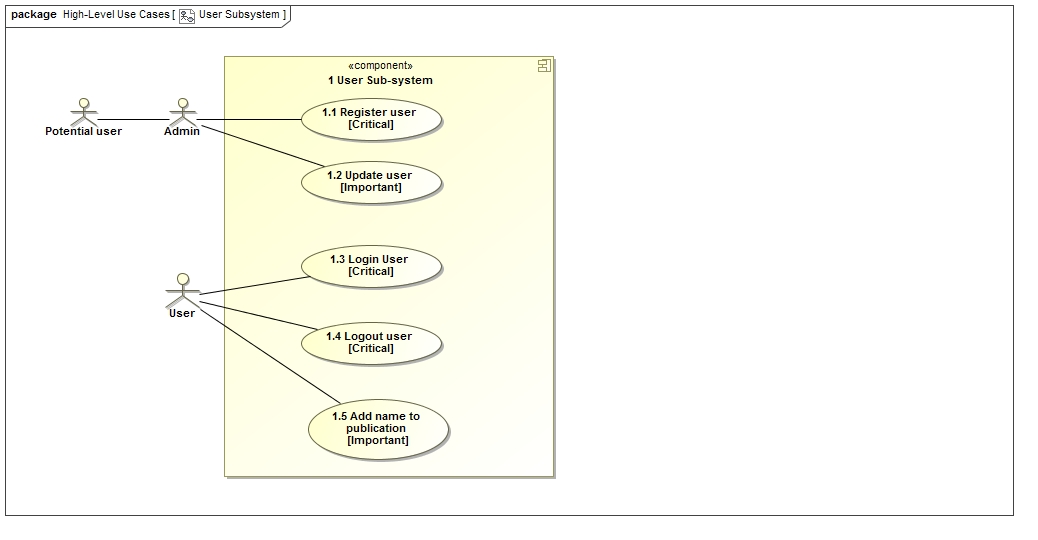 package High-Level Use Cases [ User Subsystem ]
«component»
1 User Sub-system
1.1 Register user
[Critical]
Potential user
Admin
1.2 Update user
[Important]
1.3 Login User
[Critical]
User
1.4 Logout user
[Critical]
1.5 Add name to
publication
[Important]